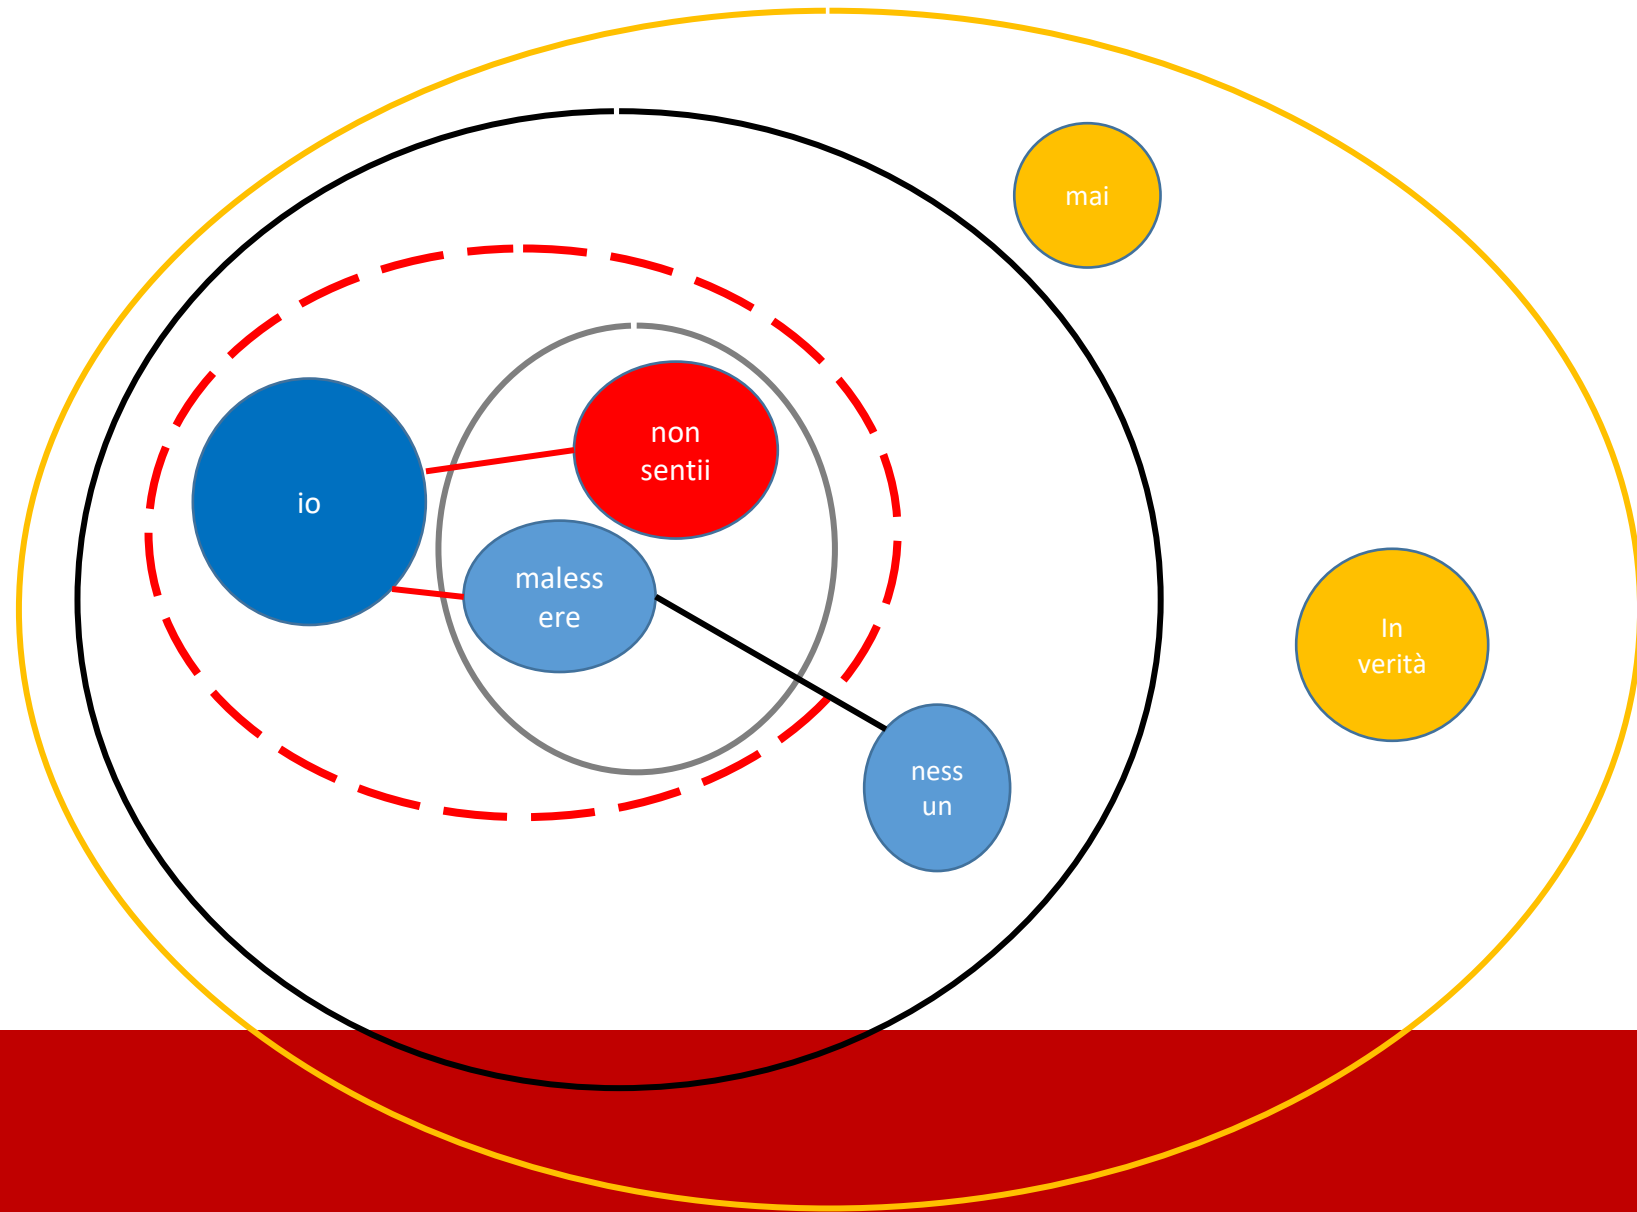 mai
non
sentii
io
maless
ere
In
verità
ness
un